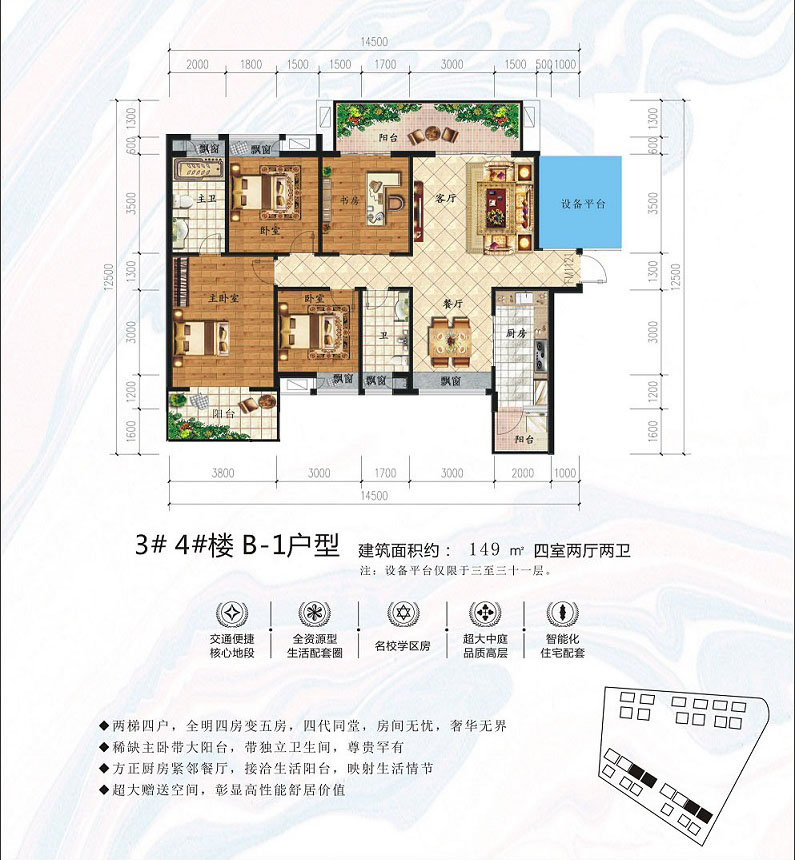 14500
2000 1800 1500 1500 1700 3000 1500 500 1000
12500
1300
600
3500
1300
3000
1200
1600
阳台
飘窗 飘窗
主卫
卧室
书房
客厅
设备平台
FM1121
主卧室
卧室
卫
餐厅
厨房
飘窗 飘窗 飘窗
阳台
阳台
1300
600
3500
1300
3000
1200
1600
12500
3800 3000 1700 3000 2000 1000
14500
3# 4#楼 B-1户型 建筑面积约： 149 ㎡ 四室两厅两卫
注：设备平台仅限于三至三十一层。
交通便捷
核心地段
全资源型
生活配套圈
名校学区房
超大中庭
品质高层
智能化
住宅配套
◆两梯四户，全明四房变五房，四代同堂，房间无忧，奢华无界
◆稀缺主卧带大阳台，带独立卫生间，尊贵罕有
◆方正厨房紧邻餐厅，接洽生活阳台，映射生活情节
◆超大赠送空间，彰显高性能舒居价值